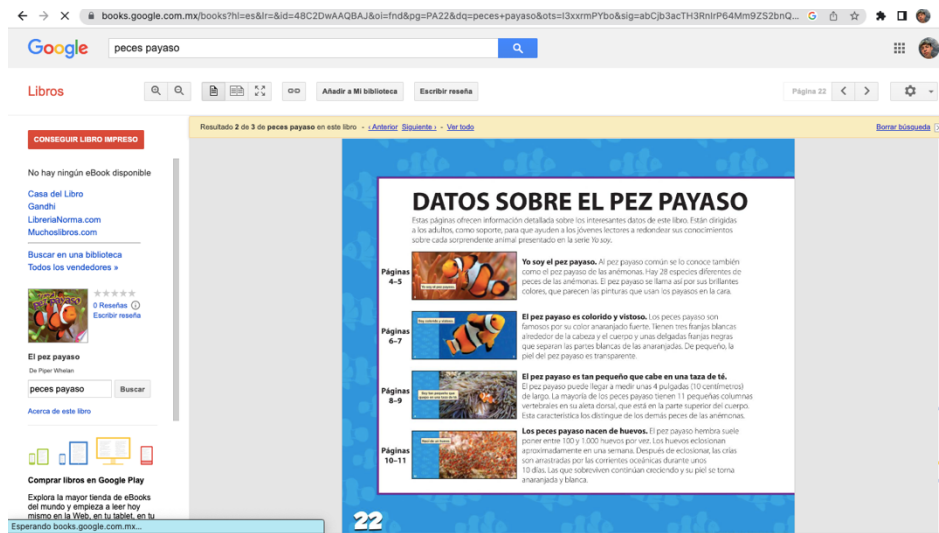 books.google.com.mx/books?hl=es&lr=&id=48C2DwAAQBAJ&oi=fnd&pg=PA22&dq=peces+payaso&ots=l3xxrmPYbo&sig=abCjb3acTH3RnIrP64Mm9ZS2bnQ...
Google
peces payaso
Libros
Añadir a Mi biblioteca
Escribir reseña
Página 22
Resultado 2 de 3 de peces payaso en este libro - ‹ Anterior Siguiente › - Ver todo
Borrar búsqueda
CONSEGUIR LIBRO IMPRESO
No hay ningún eBook disponible
Casa del Libro
Gandhi
LibreriaNorma.com
Muchoslibros.com
Buscar en una biblioteca
Todos los vendedores »
0 Reseñas
Escribir reseña
El pez payaso
De Piper Whelan
peces payaso
Buscar
Acerca de este libro
Comprar libros en Google Play
Explora la mayor tienda de eBooks
del mundo y empieza a leer hoy
mismo en la Web, en tu tablet, en tu
Esperando books.google.com.mx...
DATOS SOBRE EL PEZ PAYASO
Estas páginas ofrecen información detallada sobre los interesantes datos de este libro. Están dirigidas
a los adultos, como soporte, para que ayuden a los jóvenes lectores a redondear sus conocimientos
sobre cada sorprendente animal presentado en la serie Yo soy.
Páginas
4–5
Yo soy el pez payaso.
Yo soy el pez payaso. Al pez payaso común se lo conoce también
como el pez payaso de las anémonas. Hay 28 especies diferentes de
peces de las anémonas. El pez payaso se llama así por sus brillantes
colores, que parecen las pinturas que usan los payasos en la cara.
Páginas
6–7
Soy colorido y vistoso.
El pez payaso es colorido y vistoso. Los peces payaso son
famosos por su color anaranjado fuerte. Tienen tres franjas blancas
alrededor de la cabeza y el cuerpo y unas delgadas franjas negras
que separan las partes blancas de las anaranjadas. De pequeño, la
piel del pez payaso es transparente.
Páginas
8–9
Soy tan pequeño que
quepo en una taza de té.
El pez payaso es tan pequeño que cabe en una taza de té.
El pez payaso puede llegar a medir unas 4 pulgadas (10 centímetros)
de largo. La mayoría de los peces payaso tienen 11 pequeñas columnas
vertebrales en su aleta dorsal, que está en la parte superior del cuerpo.
Esta característica los distingue de los demás peces de las anémonas.
Páginas
10–11
Los peces payaso nacen de huevos. El pez payaso hembra suele
poner entre 100 y 1.000 huevos por vez. Los huevos eclosionan
aproximadamente en una semana. Después de eclosionar, las crías
son arrastradas por las corrientes oceánicas durante unos
10 días. Las que sobreviven continúan creciendo y su piel se torna
anaranjada y blanca.
22